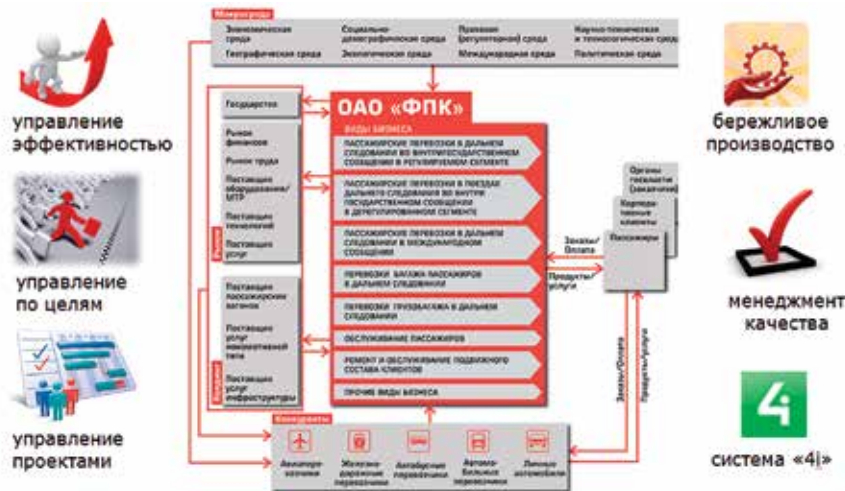 Макросреда
Экономическая
среда
Социально-
демографическая среда
Правовая
(регуляторная) среда
Научно-техническая
и технологическая среда
Географическая среда
Экологическая среда
Международная среда
Политическая среда
управление
эффективностью
управление
по целям
управление
проектами
Государство
Рынок
финансов
Рынок труда
Поставщики
оборудования/
МТР
Поставщики
технологий
Поставщики
услуг
Рынки
Поставщики
пассажирских
вагонов
Поставщики
услуг
локомотивной
тяги
Поставщики
услуг
инфраструктуры
ОАО «ФПК»
ВИДЫ БИЗНЕСА
ПАССАЖИРСКИЕ ПЕРЕВОЗКИ В ДАЛЬНЕМ
СЛЕДОВАНИИ ВО ВНУТРИГОСУДАРСТВЕННОМ
СООБЩЕНИИ В РЕГУЛИРУЕМОМ СЕГМЕНТЕ
ПАССАЖИРСКИЕ ПЕРЕВОЗКИ В ПОЕЗДАХ
ДАЛЬНЕГО СЛЕДОВАНИЯ ВО ВНУТРИ
ГОСУДАРСТВЕННОМ СООБЩЕНИИ
В ДЕРЕГУЛИРОВАННОМ СЕГМЕНТЕ
ПАССАЖИРСКИЕ ПЕРЕВОЗКИ В ДАЛЬНЕМ
СЛЕДОВАНИИ В МЕЖДУНАРОДНОМ
СООБЩЕНИИ
ПЕРЕВОЗКИ БАГАЖА ПАССАЖИРОВ
В ДАЛЬНЕМ СЛЕДОВАНИИ
ПЕРЕВОЗКИ ГРУЗОБАГАЖА В ДАЛЬНЕМ
СЛЕДОВАНИИ
ОБСЛУЖИВАНИЕ ПАССАЖИРОВ
РЕМОНТ И ОБСЛУЖИВАНИЕ ПОДВИЖНОГО
СОСТАВА КЛИЕНТОВ
ПРОЧИЕ ВИДЫ БИЗНЕСА
Органы
госвласти
(заказчики)
Корпора-
тивные
клиенты
Пассажиры
Заказы/
Оплата
Продукты/
услуги
Заказы/Оплата
Продукты/услуги
Конкуренты
Авиапере-
возчики
Железно-
дорожные
перевозчики
Автобусные
перевозчики
Автомо-
бильные
перевозчики
Личные
автомобили
бережливое
производство
менеджмент
качества
4i
система «4i»